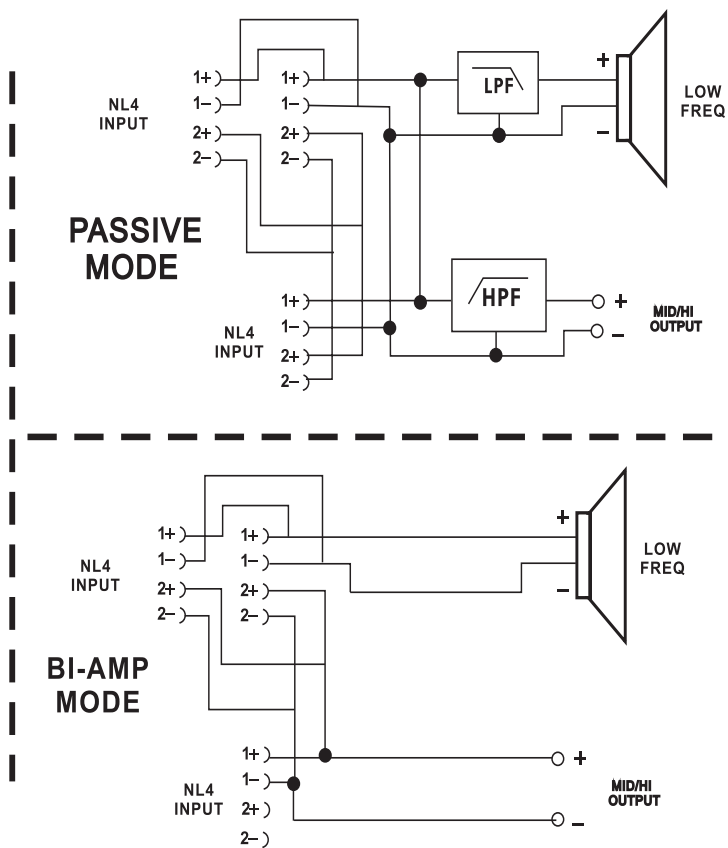 1+ 1+
1– 1–
2+ 2+
2– 2–
NL4
INPUT
LPF
+
–
LOW
FREQ
PASSIVE
MODE
1+
1–
2+
2–
NL4
INPUT
HPF
+
–
MID/HI
OUTPUT
1+ 1+
1– 1–
2+ 2+
2– 2–
NL4
INPUT
+
–
LOW
FREQ
BI-AMP
MODE
1+
1–
2+
2–
NL4
INPUT
+
–
MID/HI
OUTPUT